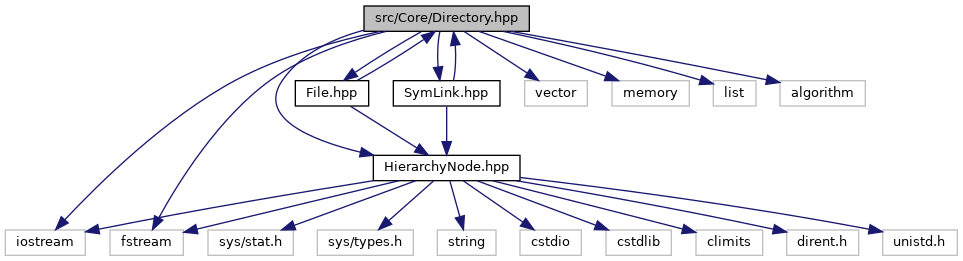 src/Core/Directory.hpp
File.hpp
SymLink.hpp
vector
memory
list
algorithm
HierarchyNode.hpp
iostream
fstream
sys/stat.h
sys/types.h
string
cstdio
cstdlib
climits
dirent.h
unistd.h